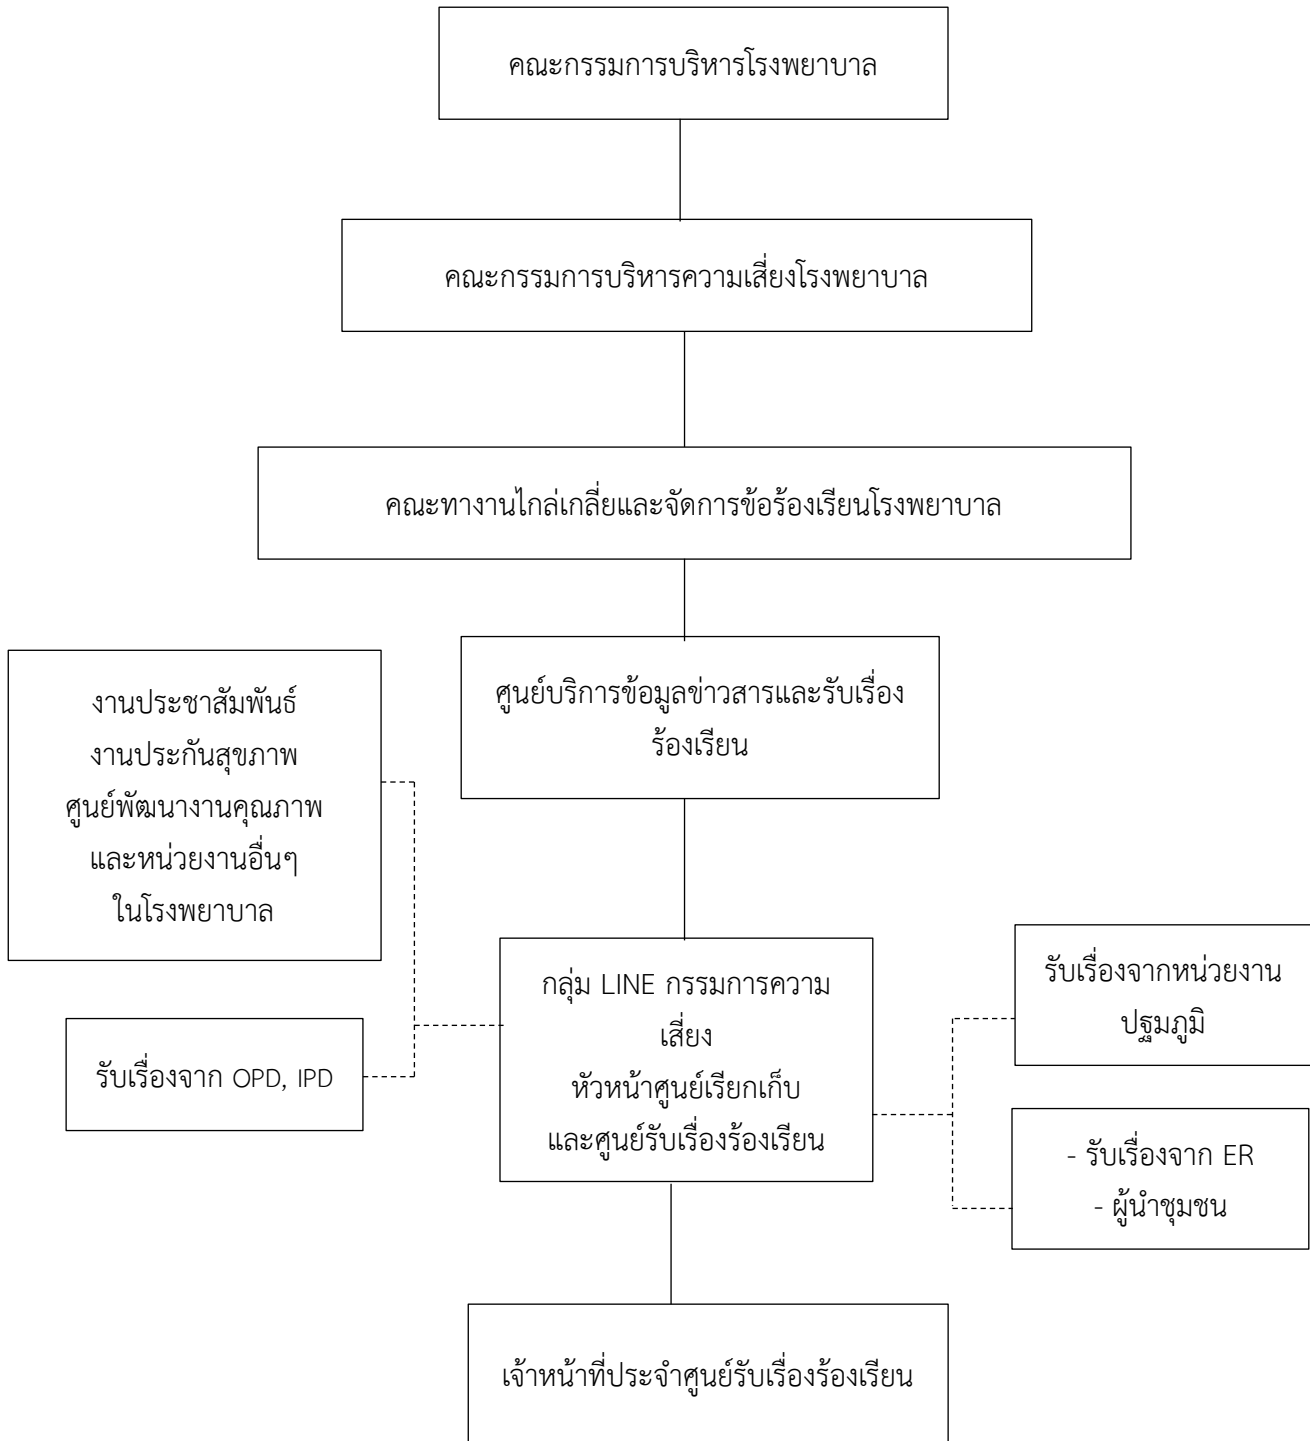 คณะกรรมการบริหารโรงพยาบาล
คณะกรรมการบริหารความเสี่ยงโรงพยาบาล
คณะทางานไกล่เกลี่ยและจัดการข้อร้องเรียนโรงพยาบาล
ศูนย์บริการข้อมูลข่าวสารและรับเรื่อง
ร้องเรียน
งานประชาสัมพันธ์
งานประกันสุขภาพ
ศูนย์พัฒนางานคุณภาพ
และหน่วยงานอื่นๆ
ในโรงพยาบาล
รับเรื่องจาก OPD, IPD
กลุ่ม LINE กรรมการความ
เสี่ยง
หัวหน้าศูนย์เรียกเก็บ
และศูนย์รับเรื่องร้องเรียน
รับเรื่องจากหน่วยงาน
ปฐมภูมิ
- รับเรื่องจาก ER
- ผู้นำชุมชน
เจ้าหน้าที่ประจำศูนย์รับเรื่องร้องเรียน